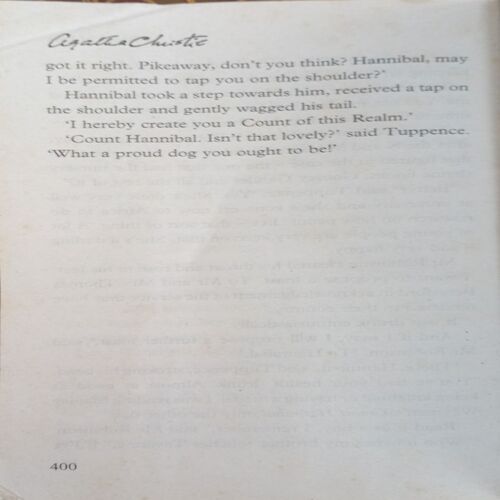 Agatha Christie
got it right. Pikeaway, don't you think? Hannibal, may
I be permitted to tap you on the shoulder?'
Hannibal took a step towards him, received a tap on
the shoulder and gently wagged his tail.
'I hereby create you a Count of this Realm.'
'Count Hannibal. Isn't that lovely?' said Tuppence.
'What a proud dog you ought to be!'
400